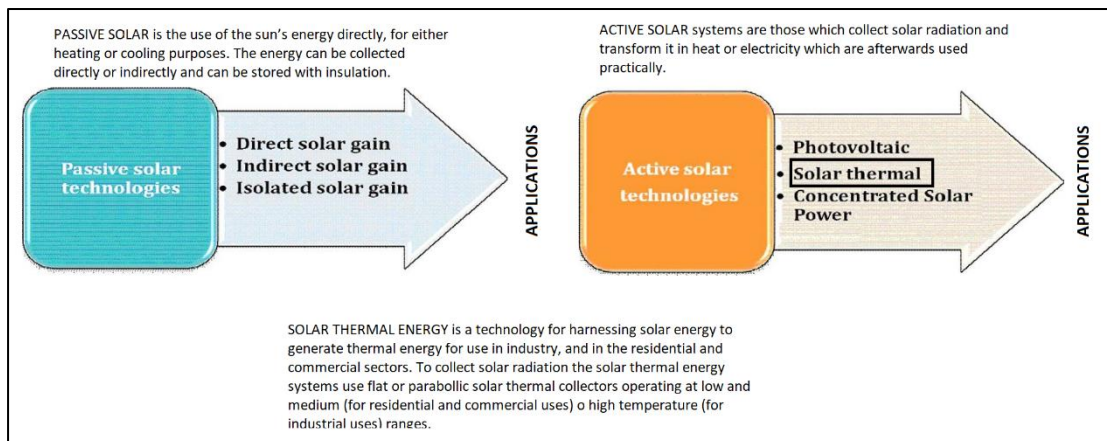 PASSIVE SOLAR is the use of the sun's energy directly, for either
heating or cooling purposes. The energy can be collected
directly or indirectly and can be stored with insulation.
Passive solar
technologies
• Direct solar gain
• Indirect solar gain
• Isolated solar gain
APPLICATIONS
ACTIVE SOLAR systems are those which collect solar radiation and
transform it in heat or electricity which are afterwards used
practically.
Active solar
technologies
• Photovoltaic
• Solar thermal
• Concentrated Solar
Power
APPLICATIONS
SOLAR THERMAL ENERGY is a technology for harnessing solar energy to
generate thermal energy for use in industry, and in the residential and
commercial sectors. To collect solar radiation the solar thermal energy
systems use flat or parabollic solar thermal collectors operating at low and
medium (for residential and commercial uses) o high temperature (for
industrial uses) ranges.